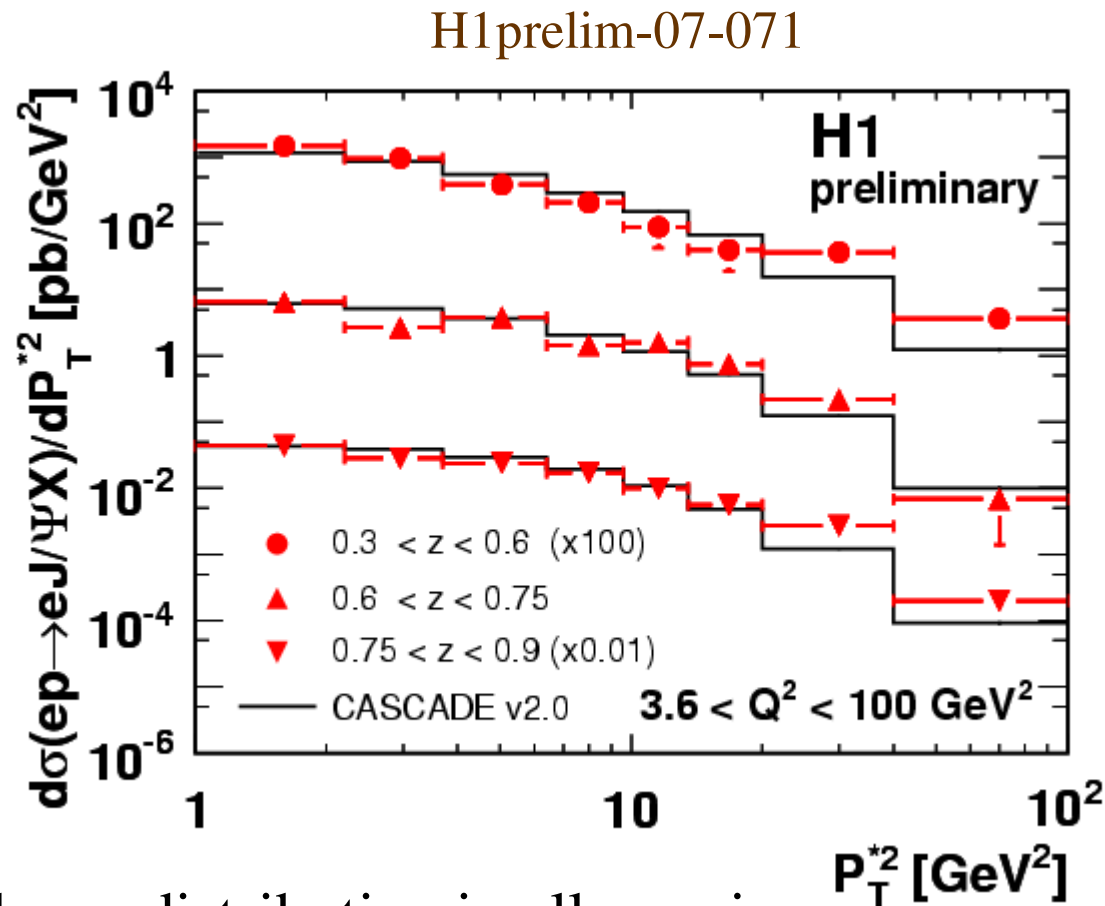 H1prelim-07-071
dσ(ep→eJ/ΨX)/dP_T^{*2} [pb/GeV^2]
10^4
10^2
1
10^{-2}
10^{-4}
10^{-6}
H1
preliminary
0.3 < z < 0.6 (x100)
0.6 < z < 0.75
0.75 < z < 0.9 (x0.01)
CASCADE v2.0
3.6 < Q^2 < 100 GeV^2
1 10 10^2
P_T^{*2} [GeV^2]